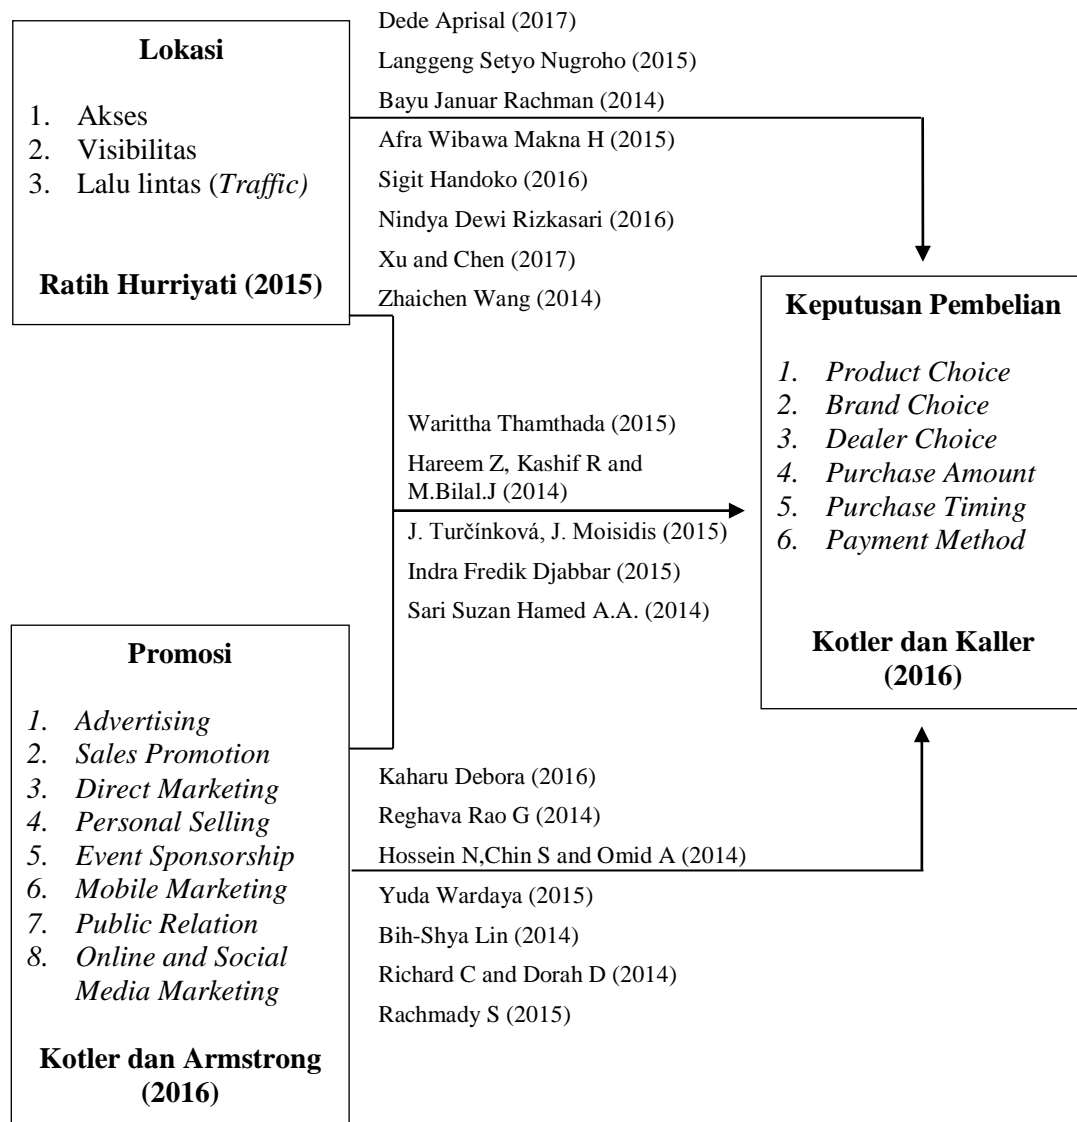 Lokasi
1. Akses
2. Visibilitas
3. Lalu lintas (Traffic)
Ratih Hurriyati (2015)
Dede Aprisal (2017)
Langgeng Setyo Nugroho (2015)
Bayu Januar Rachman (2014)
Afra Wibawa Makna H (2015)
Sigit Handoko (2016)
Nindya Dewi Rizkasari (2016)
Xu and Chen (2017)
Zhaichen Wang (2014)
Keputusan Pembelian
1. Product Choice
2. Brand Choice
3. Dealer Choice
4. Purchase Amount
5. Purchase Timing
6. Payment Method
Kotler dan Kaller
(2016)
Warittha Thamthada (2015)
Hareem Z, Kashif R and
M.Bilal.J (2014)
J. Turčínková, J. Moisidis (2015)
Indra Fredik Djabbar (2015)
Sari Suzan Hamed A.A. (2014)
Promosi
1. Advertising
2. Sales Promotion
3. Direct Marketing
4. Personal Selling
5. Event Sponsorship
6. Mobile Marketing
7. Public Relation
8. Online and Social
Media Marketing
Kotler dan Armstrong
(2016)
Kaharu Debora (2016)
Reghava Rao G (2014)
Hossein N,Chin S and Omid A (2014)
Yuda Wardaya (2015)
Bih-Shya Lin (2014)
Richard C and Dorah D (2014)
Rachmady S (2015)